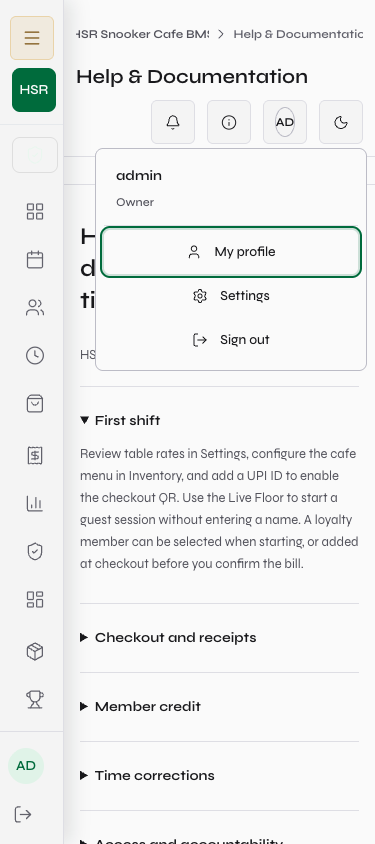 HSR Snooker Cafe BMS > Help & Documentatio
HSR
Help & Documentation
AD
admin
Owner
My profile
Settings
Sign out
H
d
ti
HS
First shift
Review table rates in Settings, configure the cafe
menu in Inventory, and add a UPI ID to enable
the checkout QR. Use the Live Floor to start a
guest session without entering a name. A loyalty
member can be selected when starting, or added
at checkout before you confirm the bill.
Checkout and receipts
Member credit
Time corrections
AD
Access and accountability